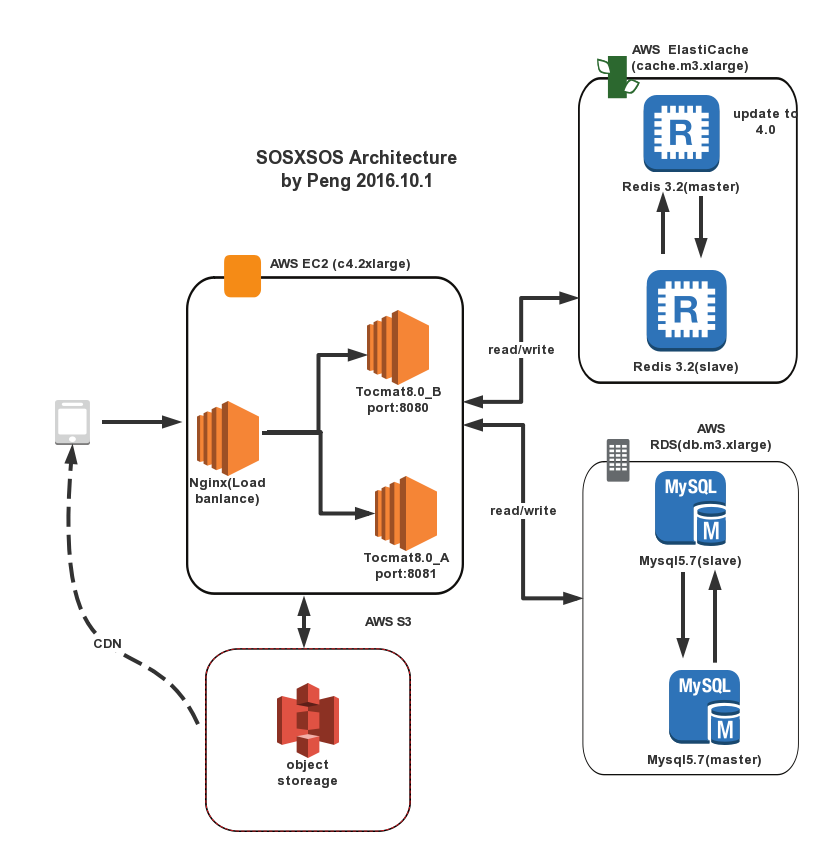 AWS ElastiCache
(cache.m3.xlarge)
R
update to
4.0
Redis 3.2(master)
R
Redis 3.2(slave)
SOSXSOS Architecture
by Peng 2016.10.1
AWS EC2 (c4.2xlarge)
Tocmat8.0_B
port:8080
Nginx(Load
banlance)
Tocmat8.0_A
port:8081
read/write
read/write
AWS
RDS(db.m3.xlarge)
MySQL
M
Mysql5.7(slave)
MySQL
M
Mysql5.7(master)
AWS S3
CDN
object
storeage